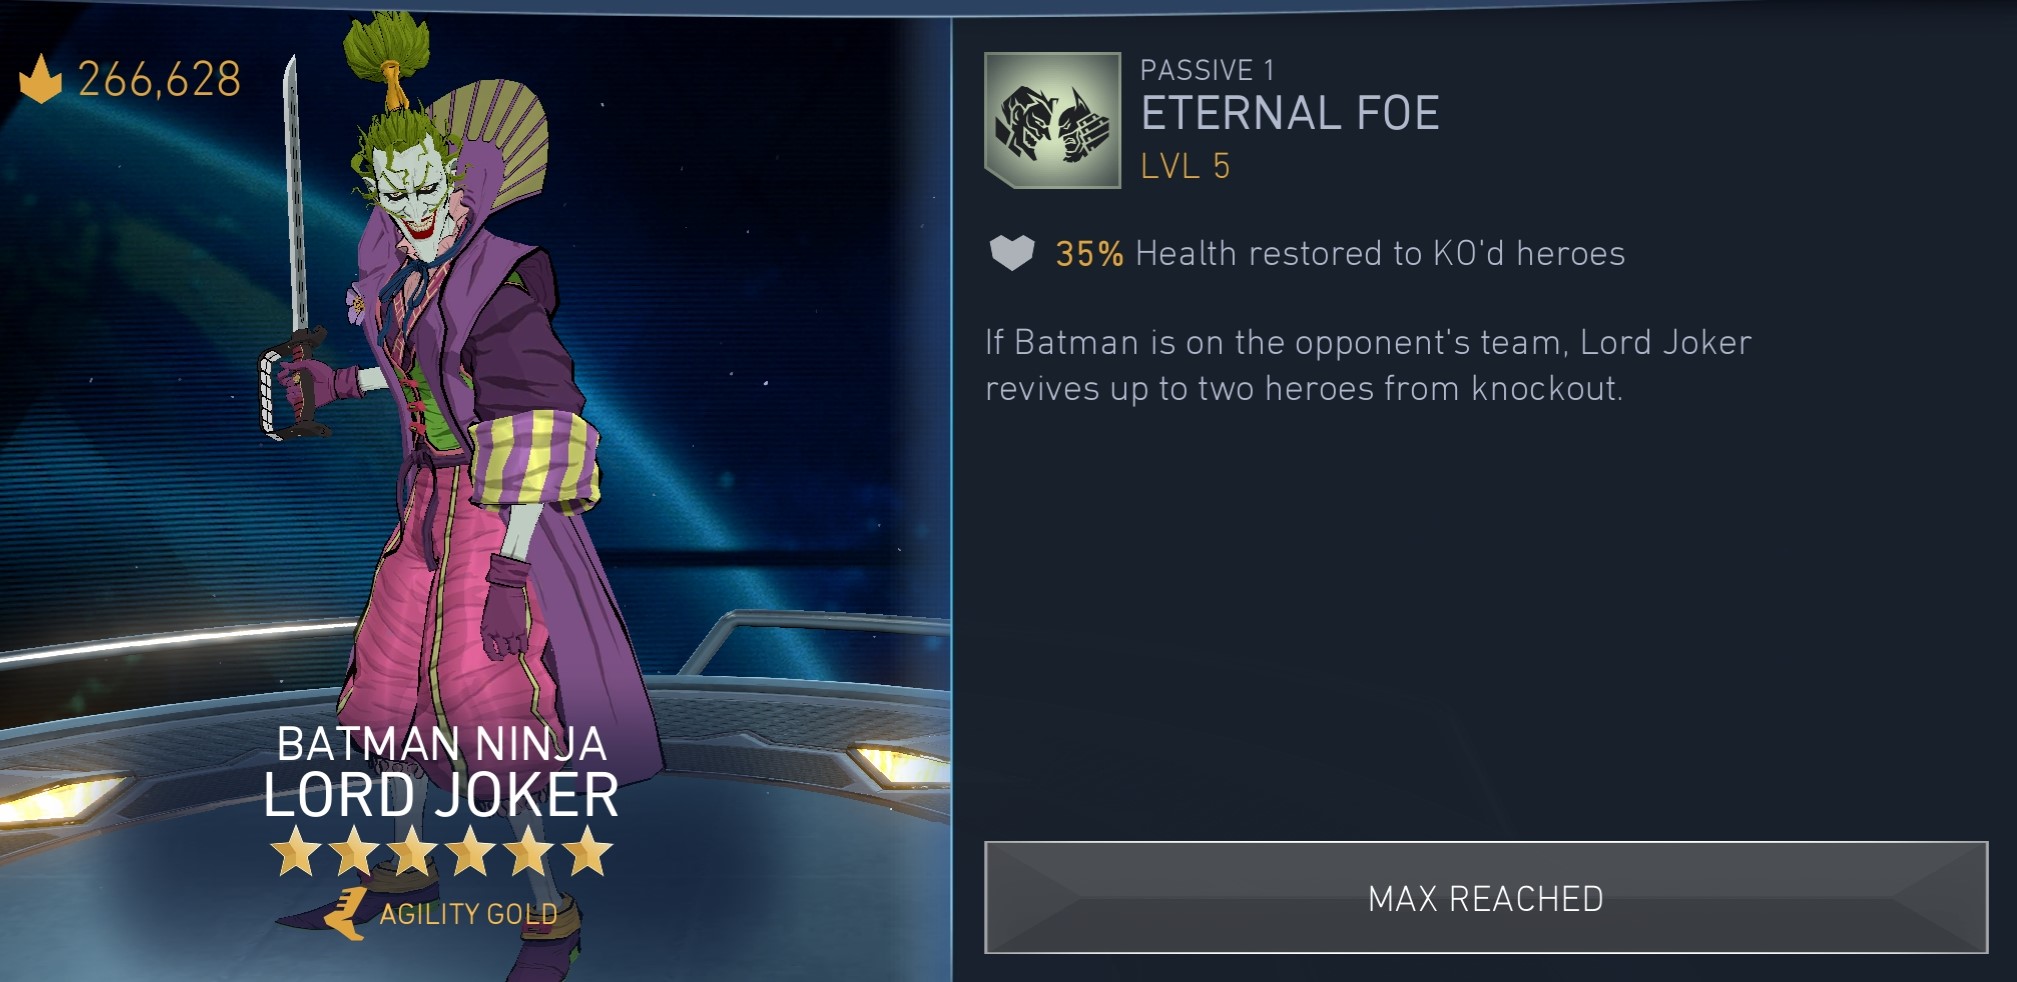 266,628
BATMAN NINJA
LORD JOKER
AGILITY GOLD
PASSIVE 1
ETERNAL FOE
LVL 5
35% Health restored to KO'd heroes
If Batman is on the opponent's team, Lord Joker
revives up to two heroes from knockout.
MAX REACHED